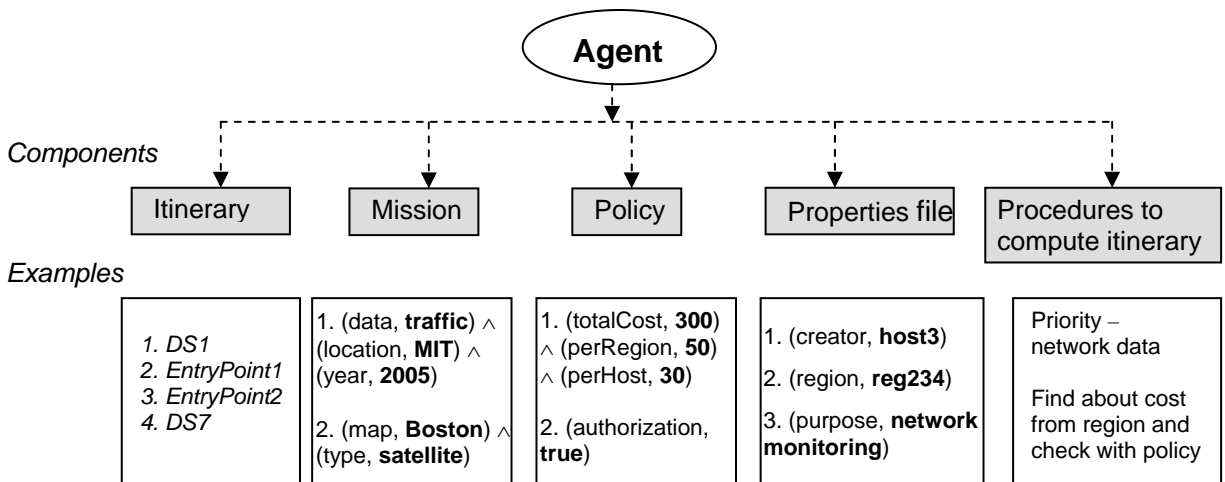 Agent
Components
Itinerary
Mission
Policy
Properties file
Procedures to
compute itinerary
Examples
1. DS1
2. EntryPoint1
3. EntryPoint2
4. DS7
1. (data, traffic) ∧
(location, MIT) ∧
(year, 2005)
2. (map, Boston) ∧
(type, satellite)
1. (totalCost, 300)
∧ (perRegion, 50)
∧ (perHost, 30)
2. (authorization,
true)
1. (creator, host3)
2. (region, reg234)
3. (purpose, network
monitoring)
Priority –
network data
Find about cost
from region and
check with policy